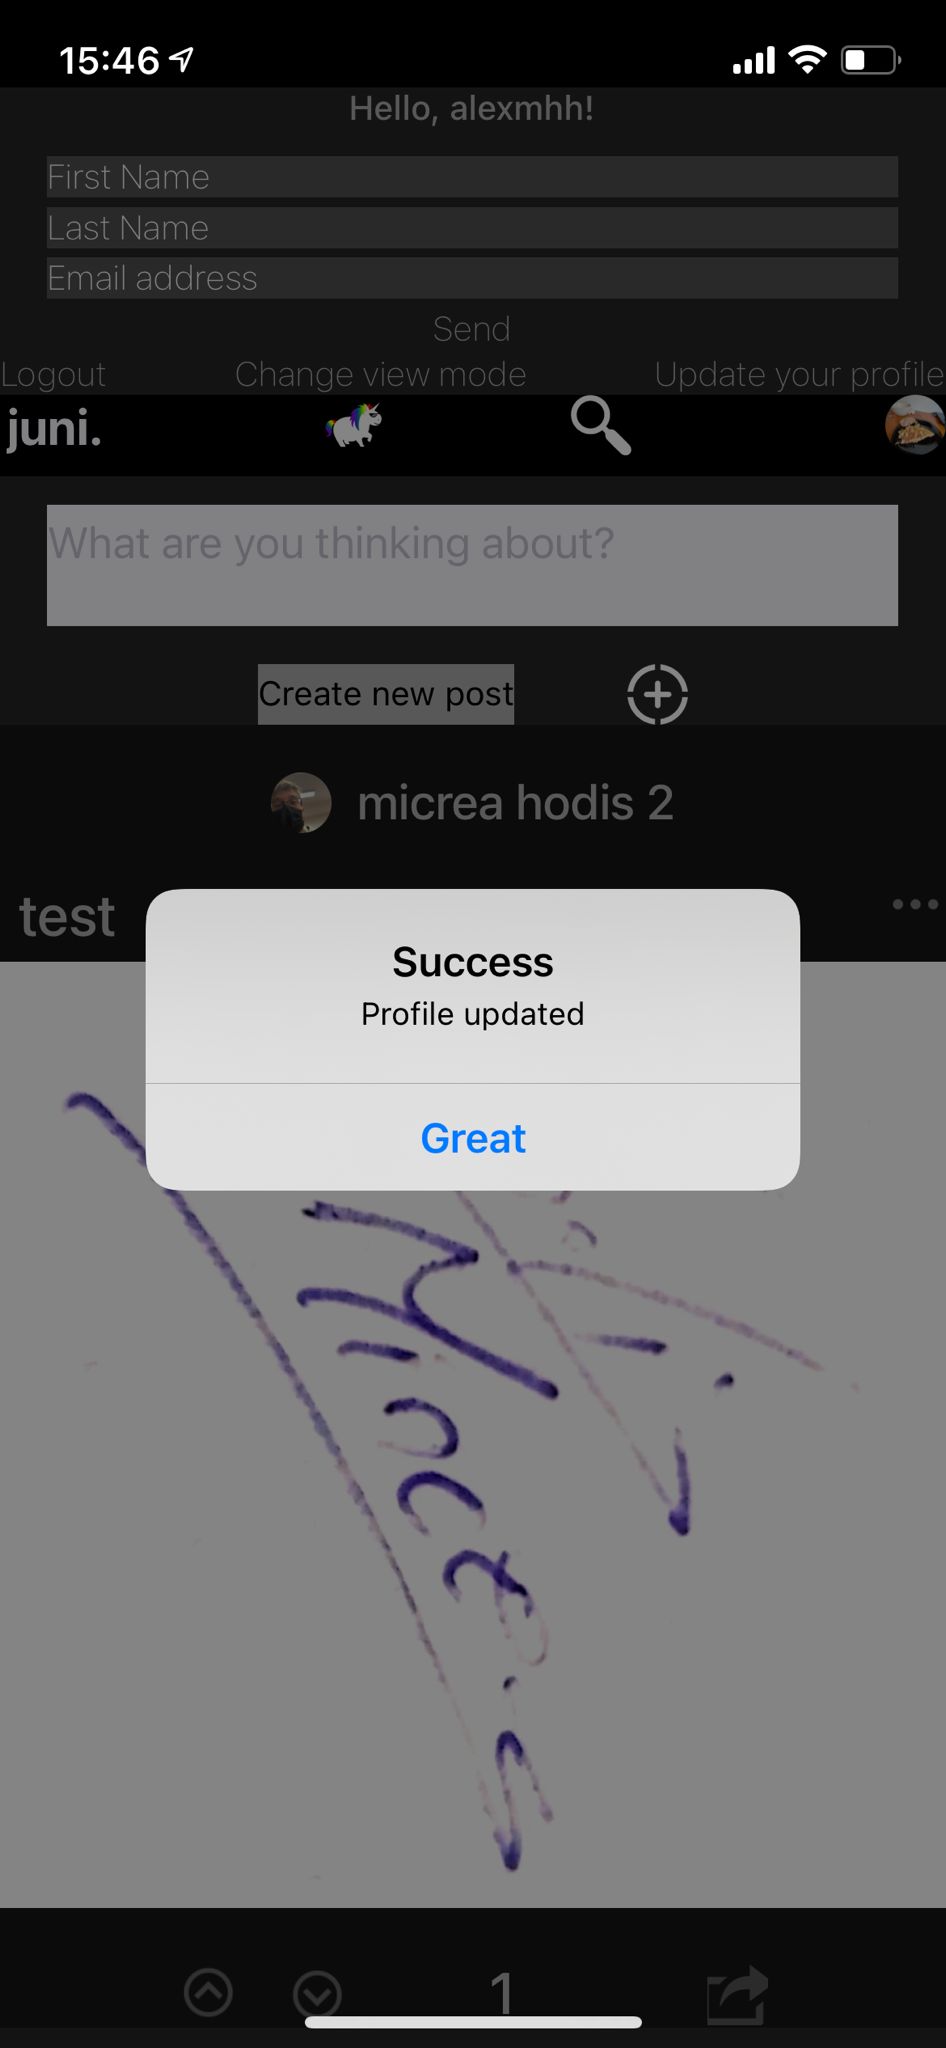 15:46
Hello, alexmhh!
First Name
Last Name
Email address
Send
Logout Change view mode Update your profile
juni.
What are you thinking about?
Create new post
micrea hodis 2
test
Success
Profile updated
Great
1